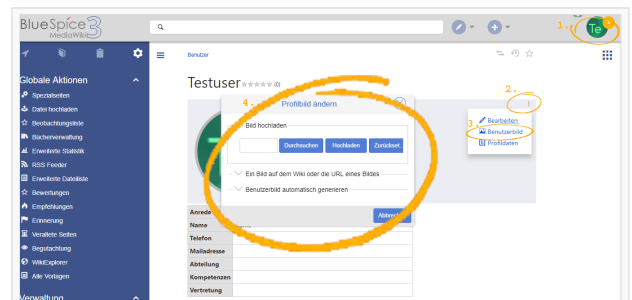 BlueSpice3
MediaWiki
1.
Te
Benutzer
Globale Aktionen
Spezialseiten
Datei hochladen
Beobachtungsliste
Bücherverwaltung
Erweiterte Statistik
RSS Feeder
Erweiterte Dateiliste
Bewertungen
Empfehlungen
Erinnerung
Veraltete Seiten
Begutachtung
WikiExplorer
Alle Vorlagen
Verwaltung
Testuser (0)
2.
3.
Bearbeiten
Benutzerbild
Profildaten
4.
Profilbild ändern
Bild hochladen
Durchsuchen Hochladen Zurückset.
Ein Bild auf dem Wiki oder die URL eines Bildes
Benutzerbild automatisch generieren
Anrede
Name
Telefon
Mailadresse
Abteilung
Kompetenzen
Vertretung